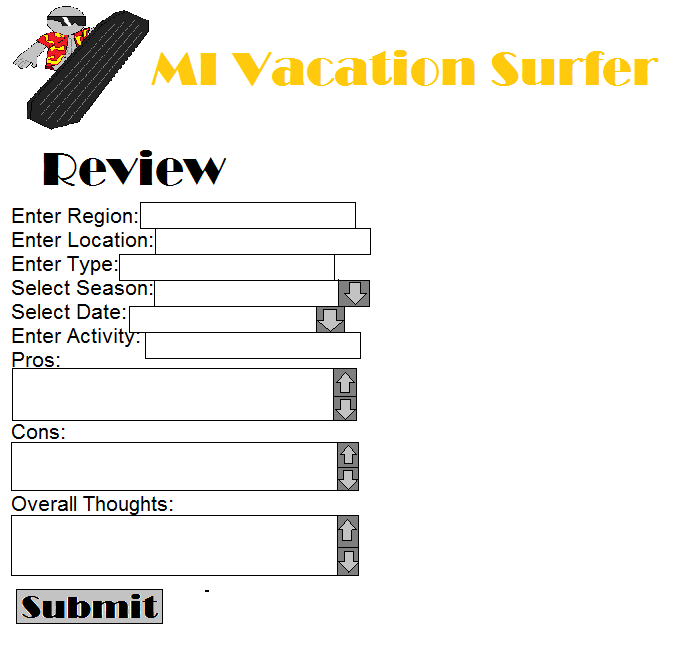 MI Vacation Surfer
Review
Enter Region:
Enter Location:
Enter Type:
Select Season:
Select Date:
Enter Activity:
Pros:
Cons:
Overall Thoughts:
Submit